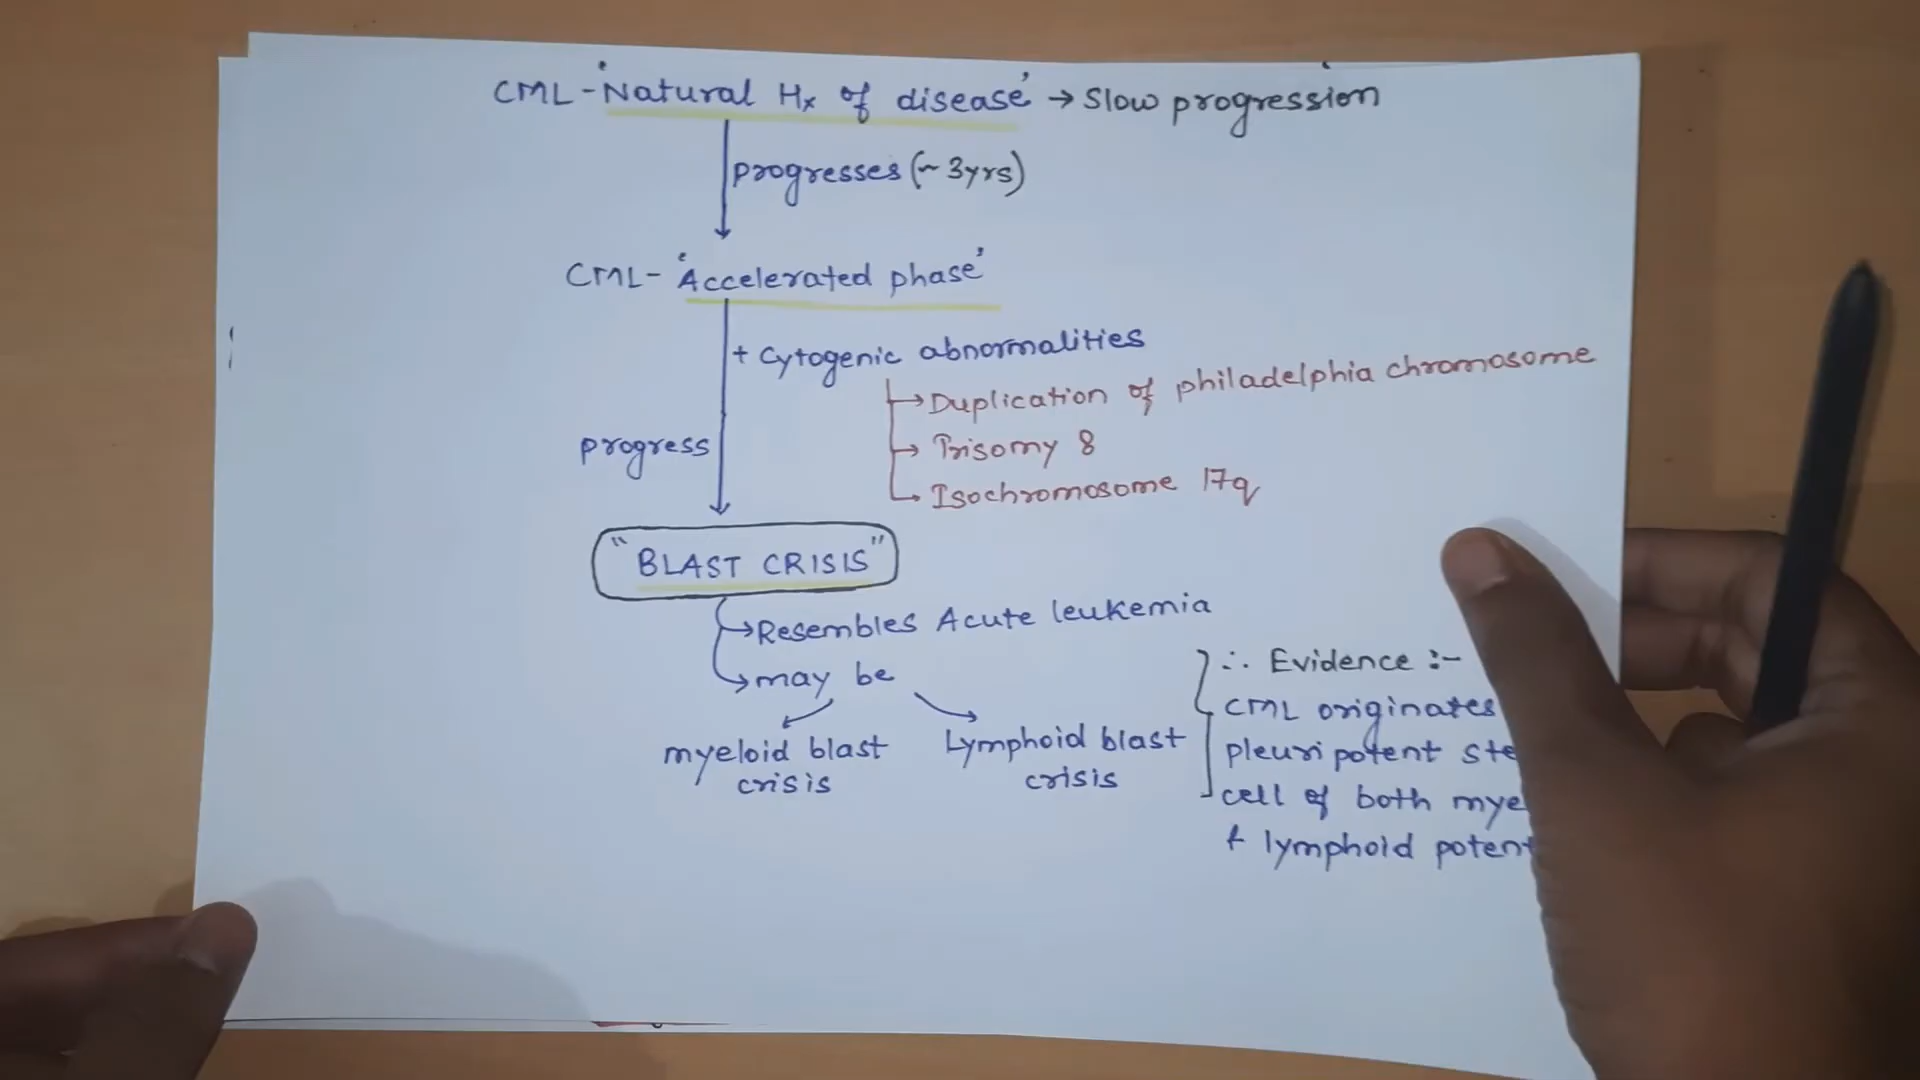 CML - 'Natural Hx of disease' → Slow progression
progresses (~ 3yrs)
CML - 'Accelerated phase'
+ Cytogenic abnormalities
→ Duplication of philadelphia chromosome
→ Trisomy 8
→ Isochromosome 17q
progress
"BLAST CRISIS"
→ Resembles Acute leukemia
→ may be
myeloid blast
crisis
Lymphoid blast
crisis
∴ Evidence :-
CML originates
pleuripotent
cell of both
+ lymphoid